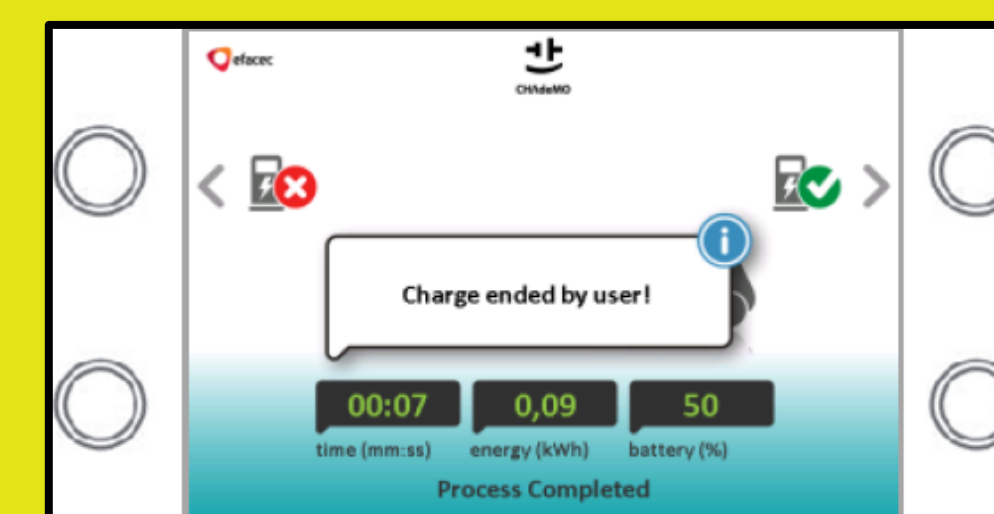 efacec
CHAdeMO
Charge ended by user!
00:07
0,09
50
time (mm:ss)
energy (kWh)
battery (%)
Process Completed